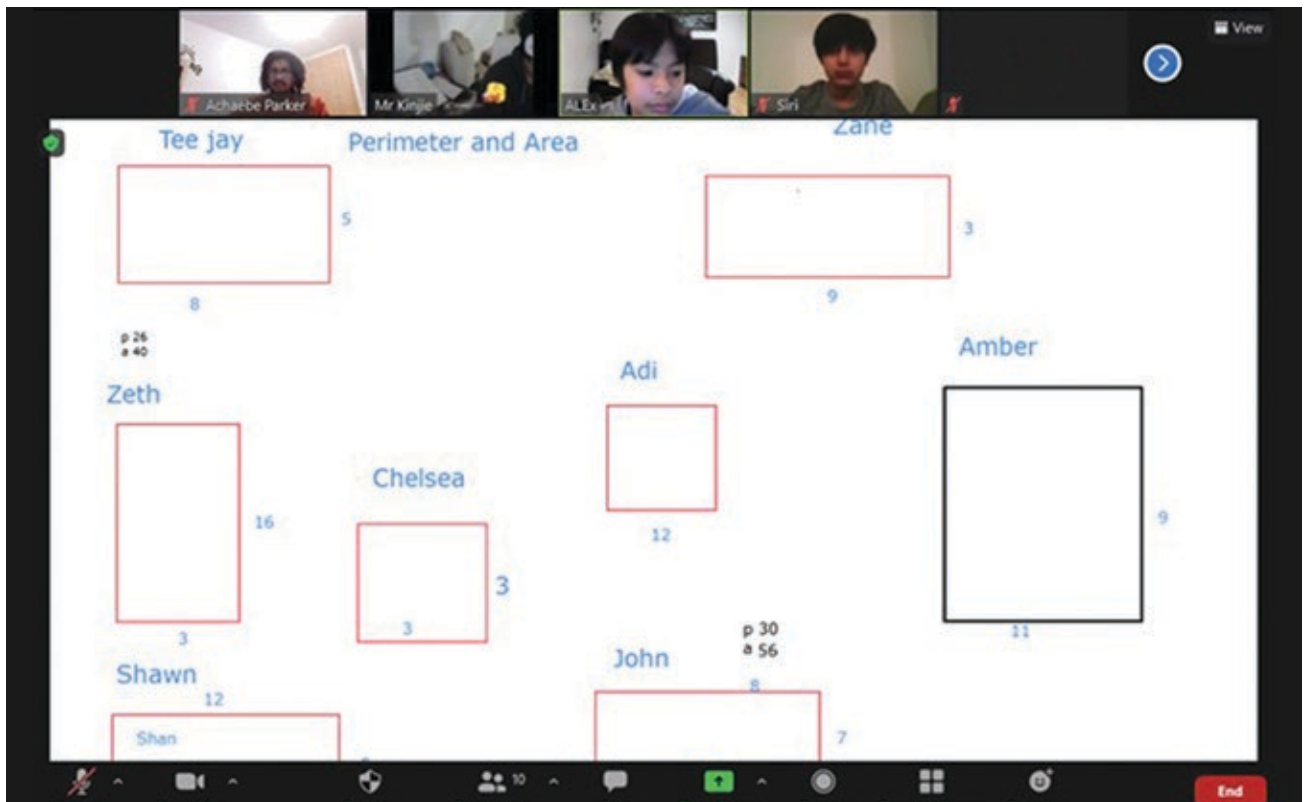 View
Achaebe Parker
Mr Kinjie
ALEx
Siri
Tee jay
Perimeter and Area
Zane
5
3
8
9
p 26
a 40
Amber
Adi
Zeth
Chelsea
16
9
12
3
3
3
11
p 30
a 56
John
Shawn
12
8
Shan
7
10
End